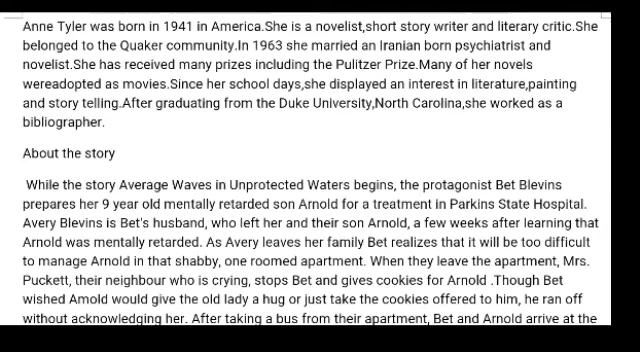 Anne Tyler was born in 1941 in America.She is a novelist,short story writer and literary critic.She
belonged to the Quaker community.In 1963 she married an Iranian born psychiatrist and
novelist.She has received many prizes including the Pulitzer Prize.Many of her novels
wereadopted as movies.Since her school days,she displayed an interest in literature,painting
and story telling.After graduating from the Duke University,North Carolina,she worked as a
bibliographer.
About the story
While the story Average Waves in Unprotected Waters begins, the protagonist Bet Blevins
prepares her 9 year old mentally retarded son Arnold for a treatment in Parkins State Hospital.
Avery Blevins is Bet's husband, who left her and their son Arnold, a few weeks after learning that
Arnold was mentally retarded. As Avery leaves her family Bet realizes that it will be too difficult
to manage Arnold in that shabby, one roomed apartment. When they leave the apartment, Mrs.
Puckett, their neighbour who is crying, stops Bet and gives cookies for Arnold .Though Bet
wished Amold would give the old lady a hug or just take the cookies offered to him, he ran off
without acknowledging her. After taking a bus from their apartment, Bet and Arnold arrive at the